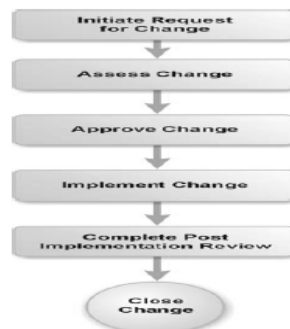 Initiate Request
for Change
Assess Change
Approve Change
Implement Change
Complete Post
Implementation Review
Close
Change